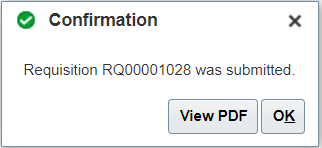 Confirmation
Requisition RQ00001028 was submitted.
View PDF OK